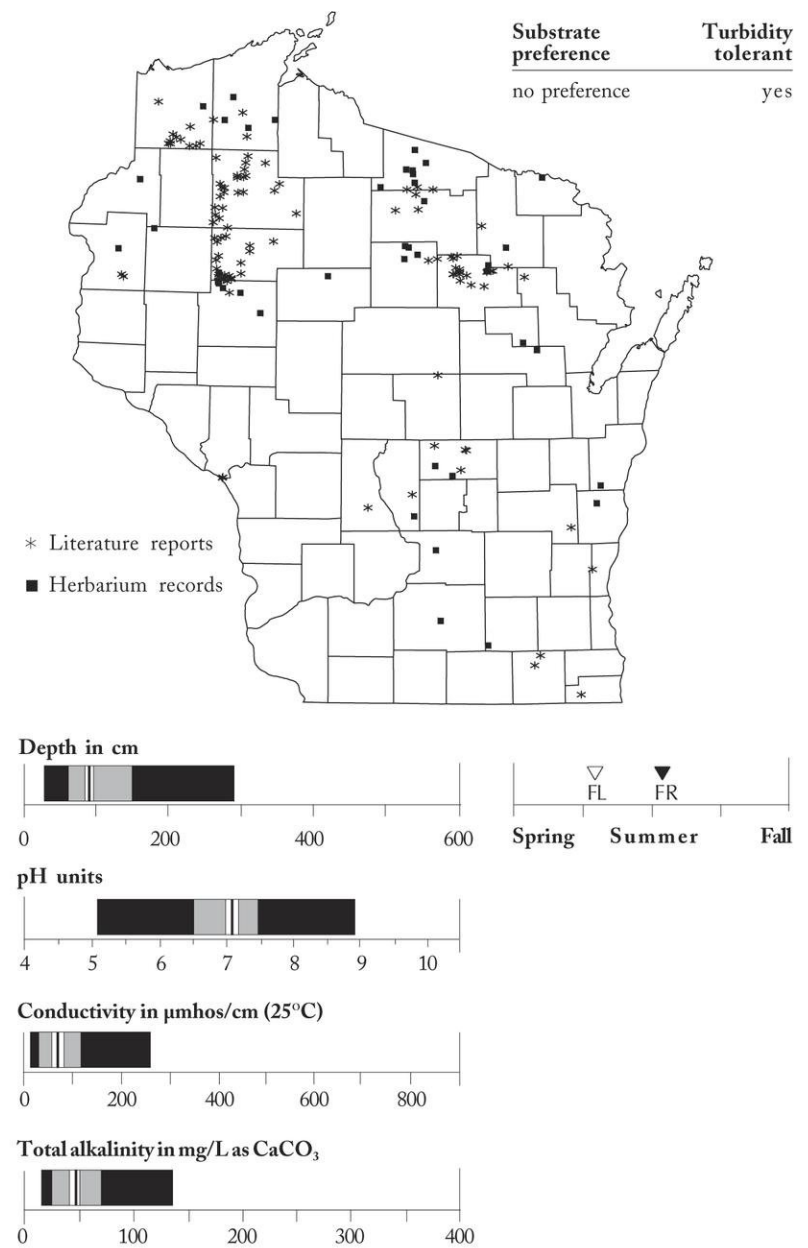 Substrate preference
Turbidity tolerant
no preference
yes
* Literature reports
■ Herbarium records
Depth in cm
0 200 400 600
FL FR
Spring Summer Fall
pH units
4 5 6 7 8 9 10
Conductivity in µmhos/cm (25°C)
0 200 400 600 800
Total alkalinity in mg/L as CaCO₃
0 100 200 300 400